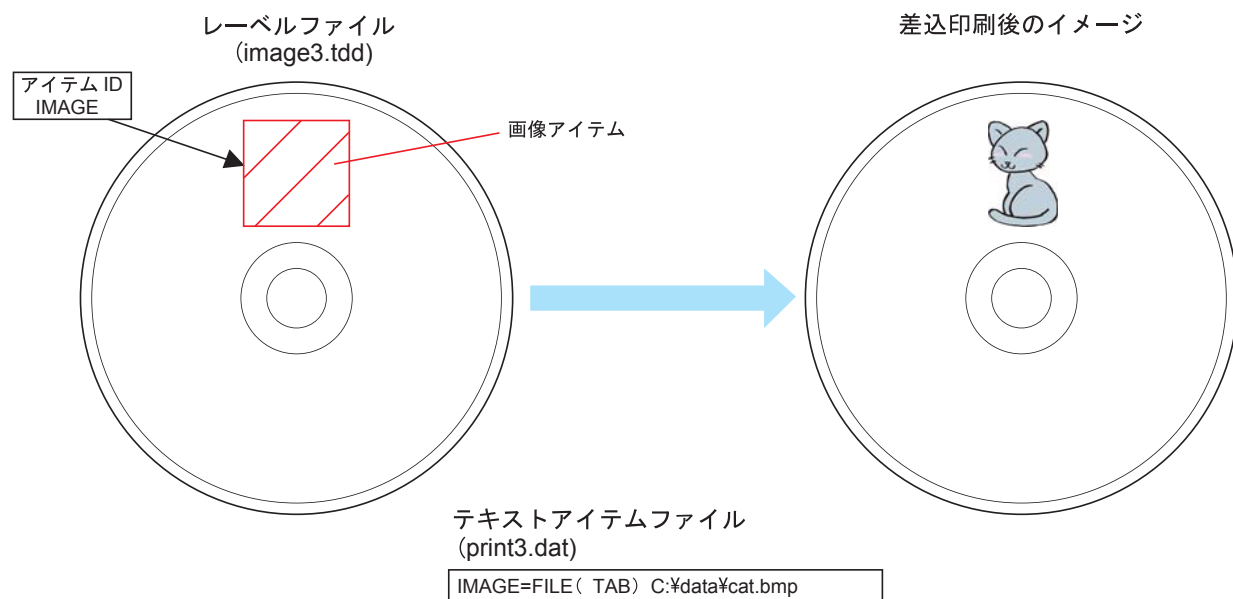 レーベルファイル
(image3.tdd)
差込印刷後のイメージ
アイテム ID
IMAGE
画像アイテム
テキストアイテムファイル
(print3.dat)
IMAGE=FILE( TAB) C:¥data¥cat.bmp